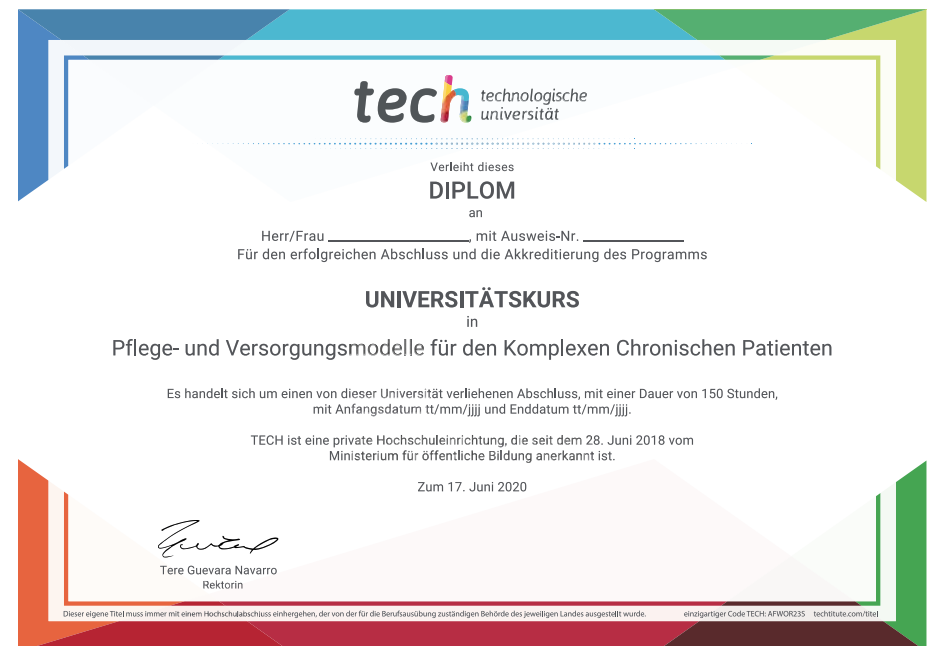 tech technologische
universität
Verleiht dieses
DIPLOM
an
Herr/Frau ____________, mit Ausweis-Nr. ____________
Für den erfolgreichen Abschluss und die Akkreditierung des Programms
UNIVERSITÄTSKURS
in
Pflege- und Versorgungsmodelle für den Komplexen Chronischen Patienten
Es handelt sich um einen von dieser Universität verliehenen Abschluss, mit einer Dauer von 150 Stunden,
mit Anfangsdatum tt/mm/jjjj und Enddatum tt/mm/jjjj.
TECH ist eine private Hochschuleinrichtung, die seit dem 28. Juni 2018 vom
Ministerium für öffentliche Bildung anerkannt ist.
Zum 17. Juni 2020
Tere Guevara Navarro
Rektorin
Dieser eigene Titel muss immer mit einem Hochschulabschluss einhergehen, der von der für die Berufsausübung zuständigen Behörde des jeweiligen Landes ausgestellt wurde. einzigartiger Code TECH: AFWOR23S techtitute.com/titel